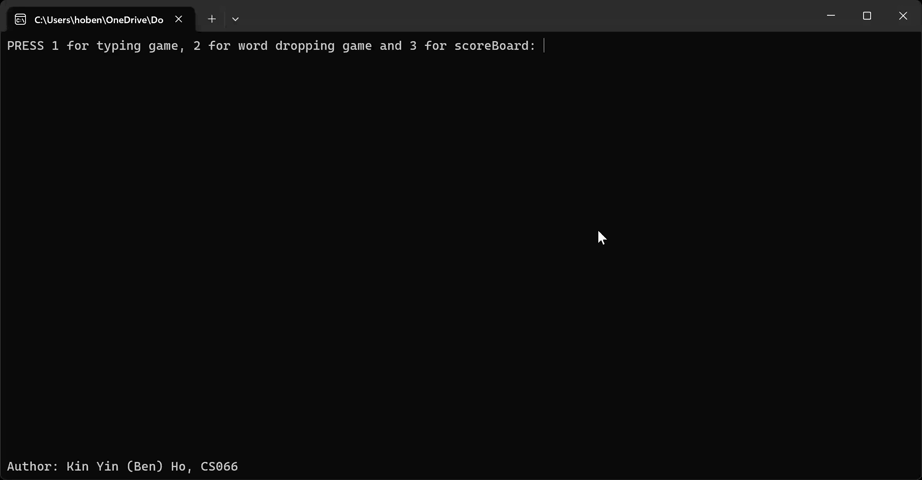 C:\Users\hoben\OneDrive\Do
PRESS 1 for typing game, 2 for word dropping game and 3 for scoreBoard:
Author: Kin Yin (Ben) Ho, CS066